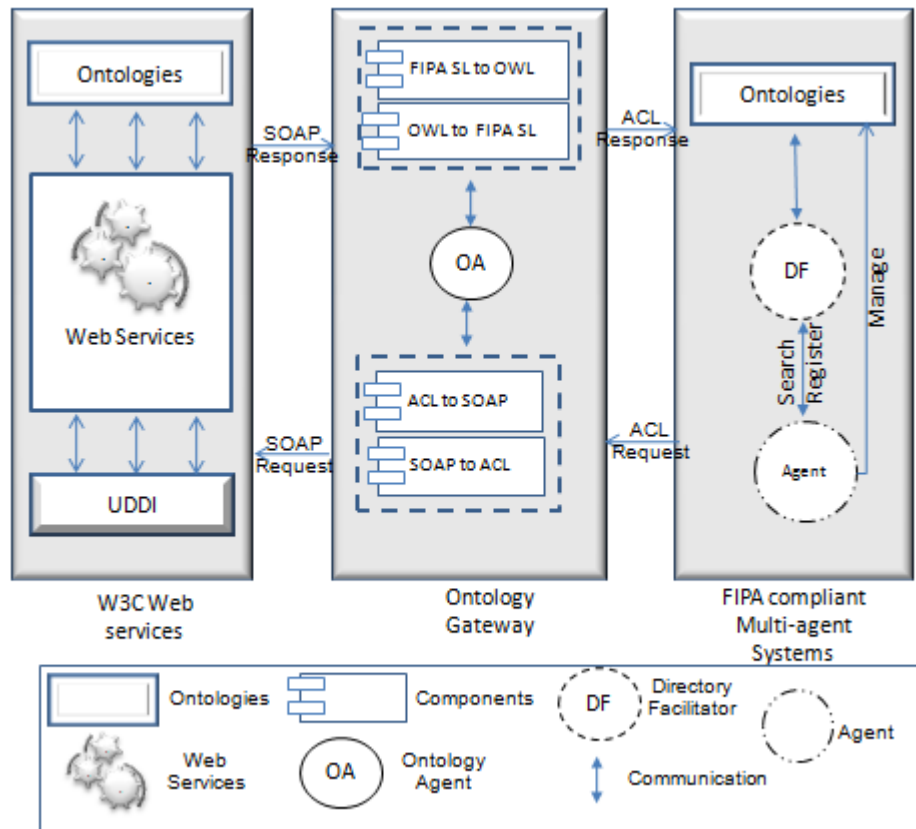 Ontologies
Web Services
UDDI
W3C Web
services
SOAP
Response
SOAP
Request
FIPA SL to OWL
OWL to FIPA SL
OA
ACL to SOAP
SOAP to ACL
Ontology
Gateway
ACL
Response
ACL
Request
Ontologies
DF
Manage
Search
Register
Agent
FIPA compliant
Multi-agent
Systems
Ontologies
Components
DF
Directory
Facilitator
Agent
Web
Services
OA
Ontology
Agent
Communication